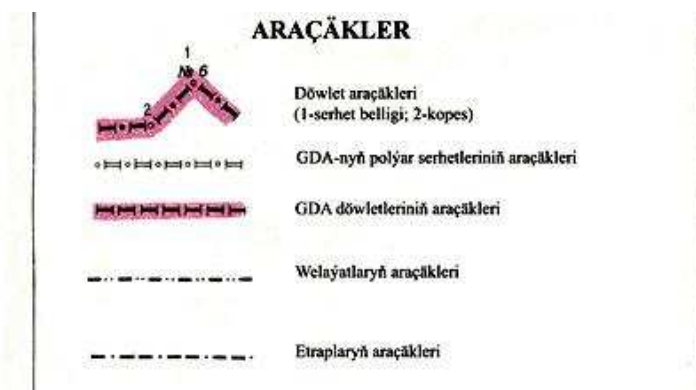 ARAÇÄKLER
1
№ 6
2
Döwlet araçäkleri
(1-serhet belligi; 2-kopes)
GDA-nyň polýar serhetleriniň araçäkleri
GDA döwletleriniň araçäkleri
Welaýatlaryň araçäkleri
Etraplaryň araçäkleri